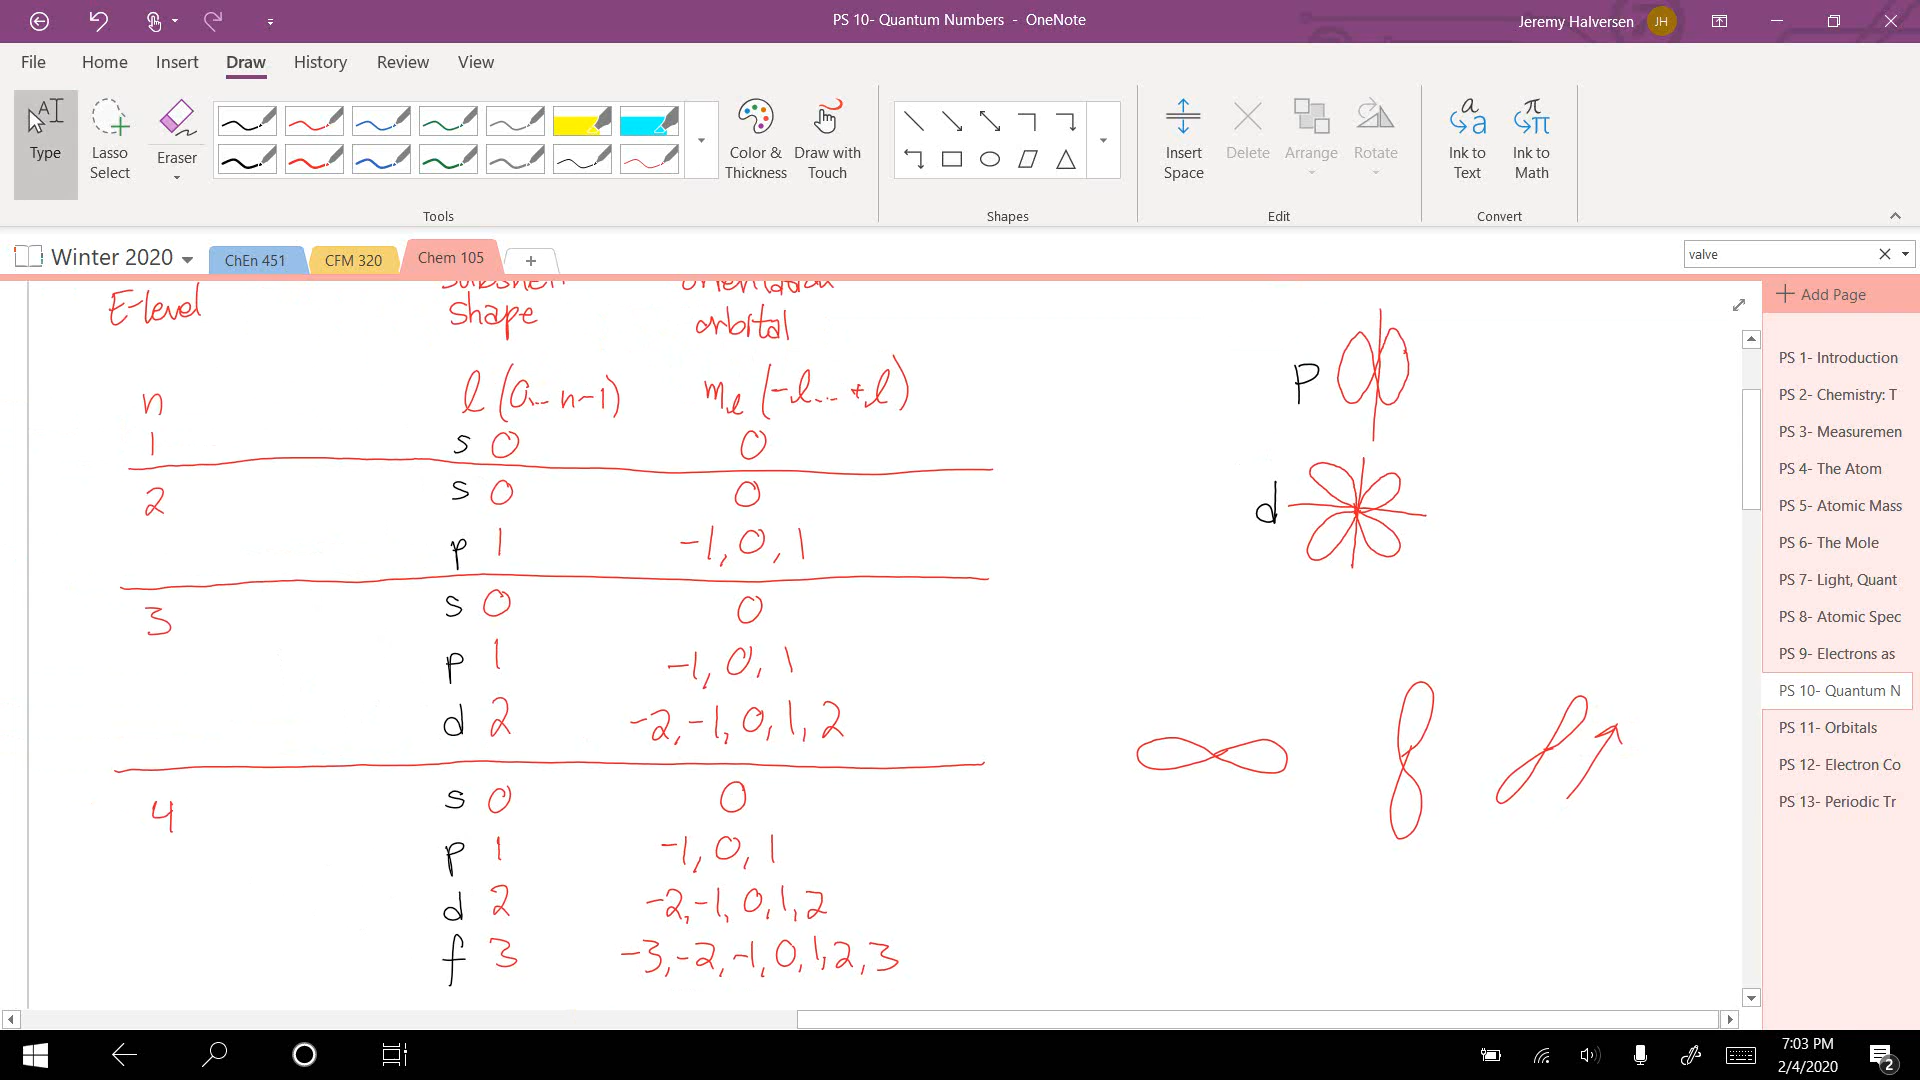 PS 10- Quantum Numbers - OneNote
Jeremy Halversen JH
File Home Insert Draw History Review View
Type
Lasso Select
Eraser
Color & Thickness
Draw with Touch
Insert Space
Delete
Arrange
Rotate
Ink to Text
Ink to Math
Tools Shapes Edit Convert
Winter 2020 ChEn 451 CFM 320 Chem 105 +
valve
Add Page
PS 1- Introduction
PS 2- Chemistry: T
PS 3- Measuremen
PS 4- The Atom
PS 5- Atomic Mass
PS 6- The Mole
PS 7- Light, Quant
PS 8- Atomic Spec
PS 9- Electrons as
PS 10- Quantum N
PS 11- Orbitals
PS 12- Electron Co
PS 13- Periodic Tr
subshell orientation
E-level shape orbital
n l (0... n-1) ml (-l... +l)
1 s 0 0
2 s 0 0
p 1 -1, 0, 1
3 s 0 0
p 1 -1, 0, 1
d 2 -2, -1, 0, 1, 2
4 s 0 0
p 1 -1, 0, 1
d 2 -2, -1, 0, 1, 2
f 3 -3, -2, -1, 0, 1, 2, 3
p
d
7:03 PM
2/4/2020
2